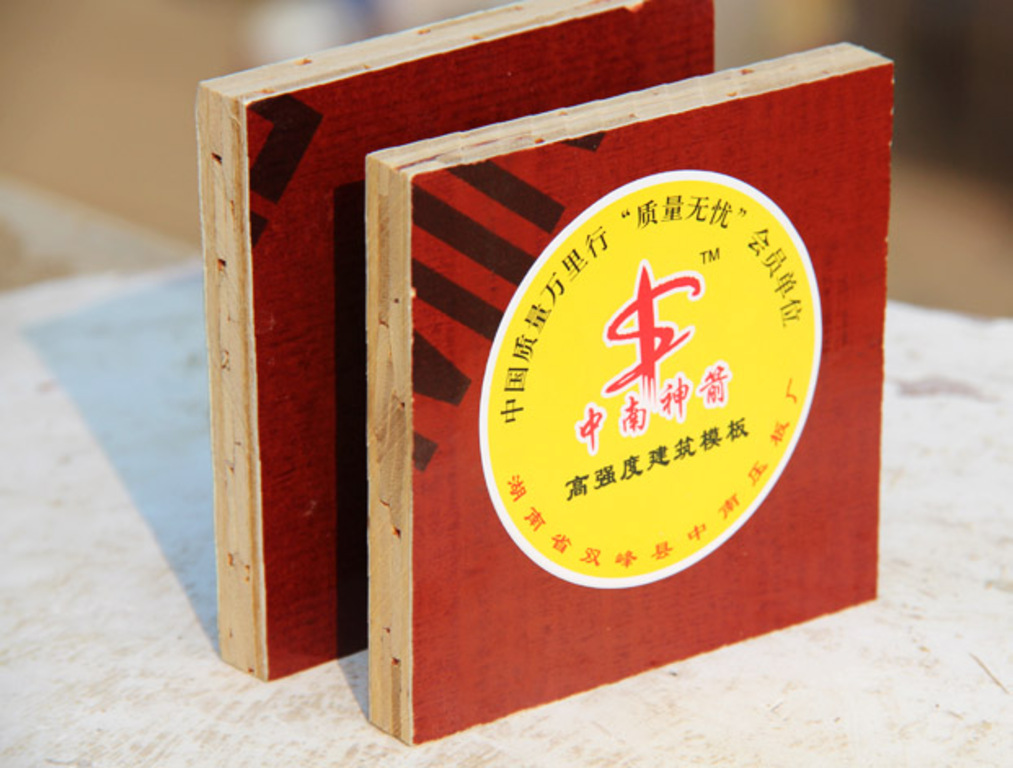 中国质量万里行“质量无忧”会员单位
TM
中南神箭
高强度建筑模板
湖南省双峰县中南压板厂